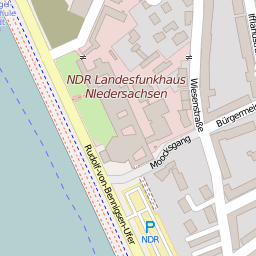 NDR Landesfunkhaus
NIedersachsen
Wiesenstraße
Moocksgang
Rudolf-von-Bennigsen-Ufer
P
NDR